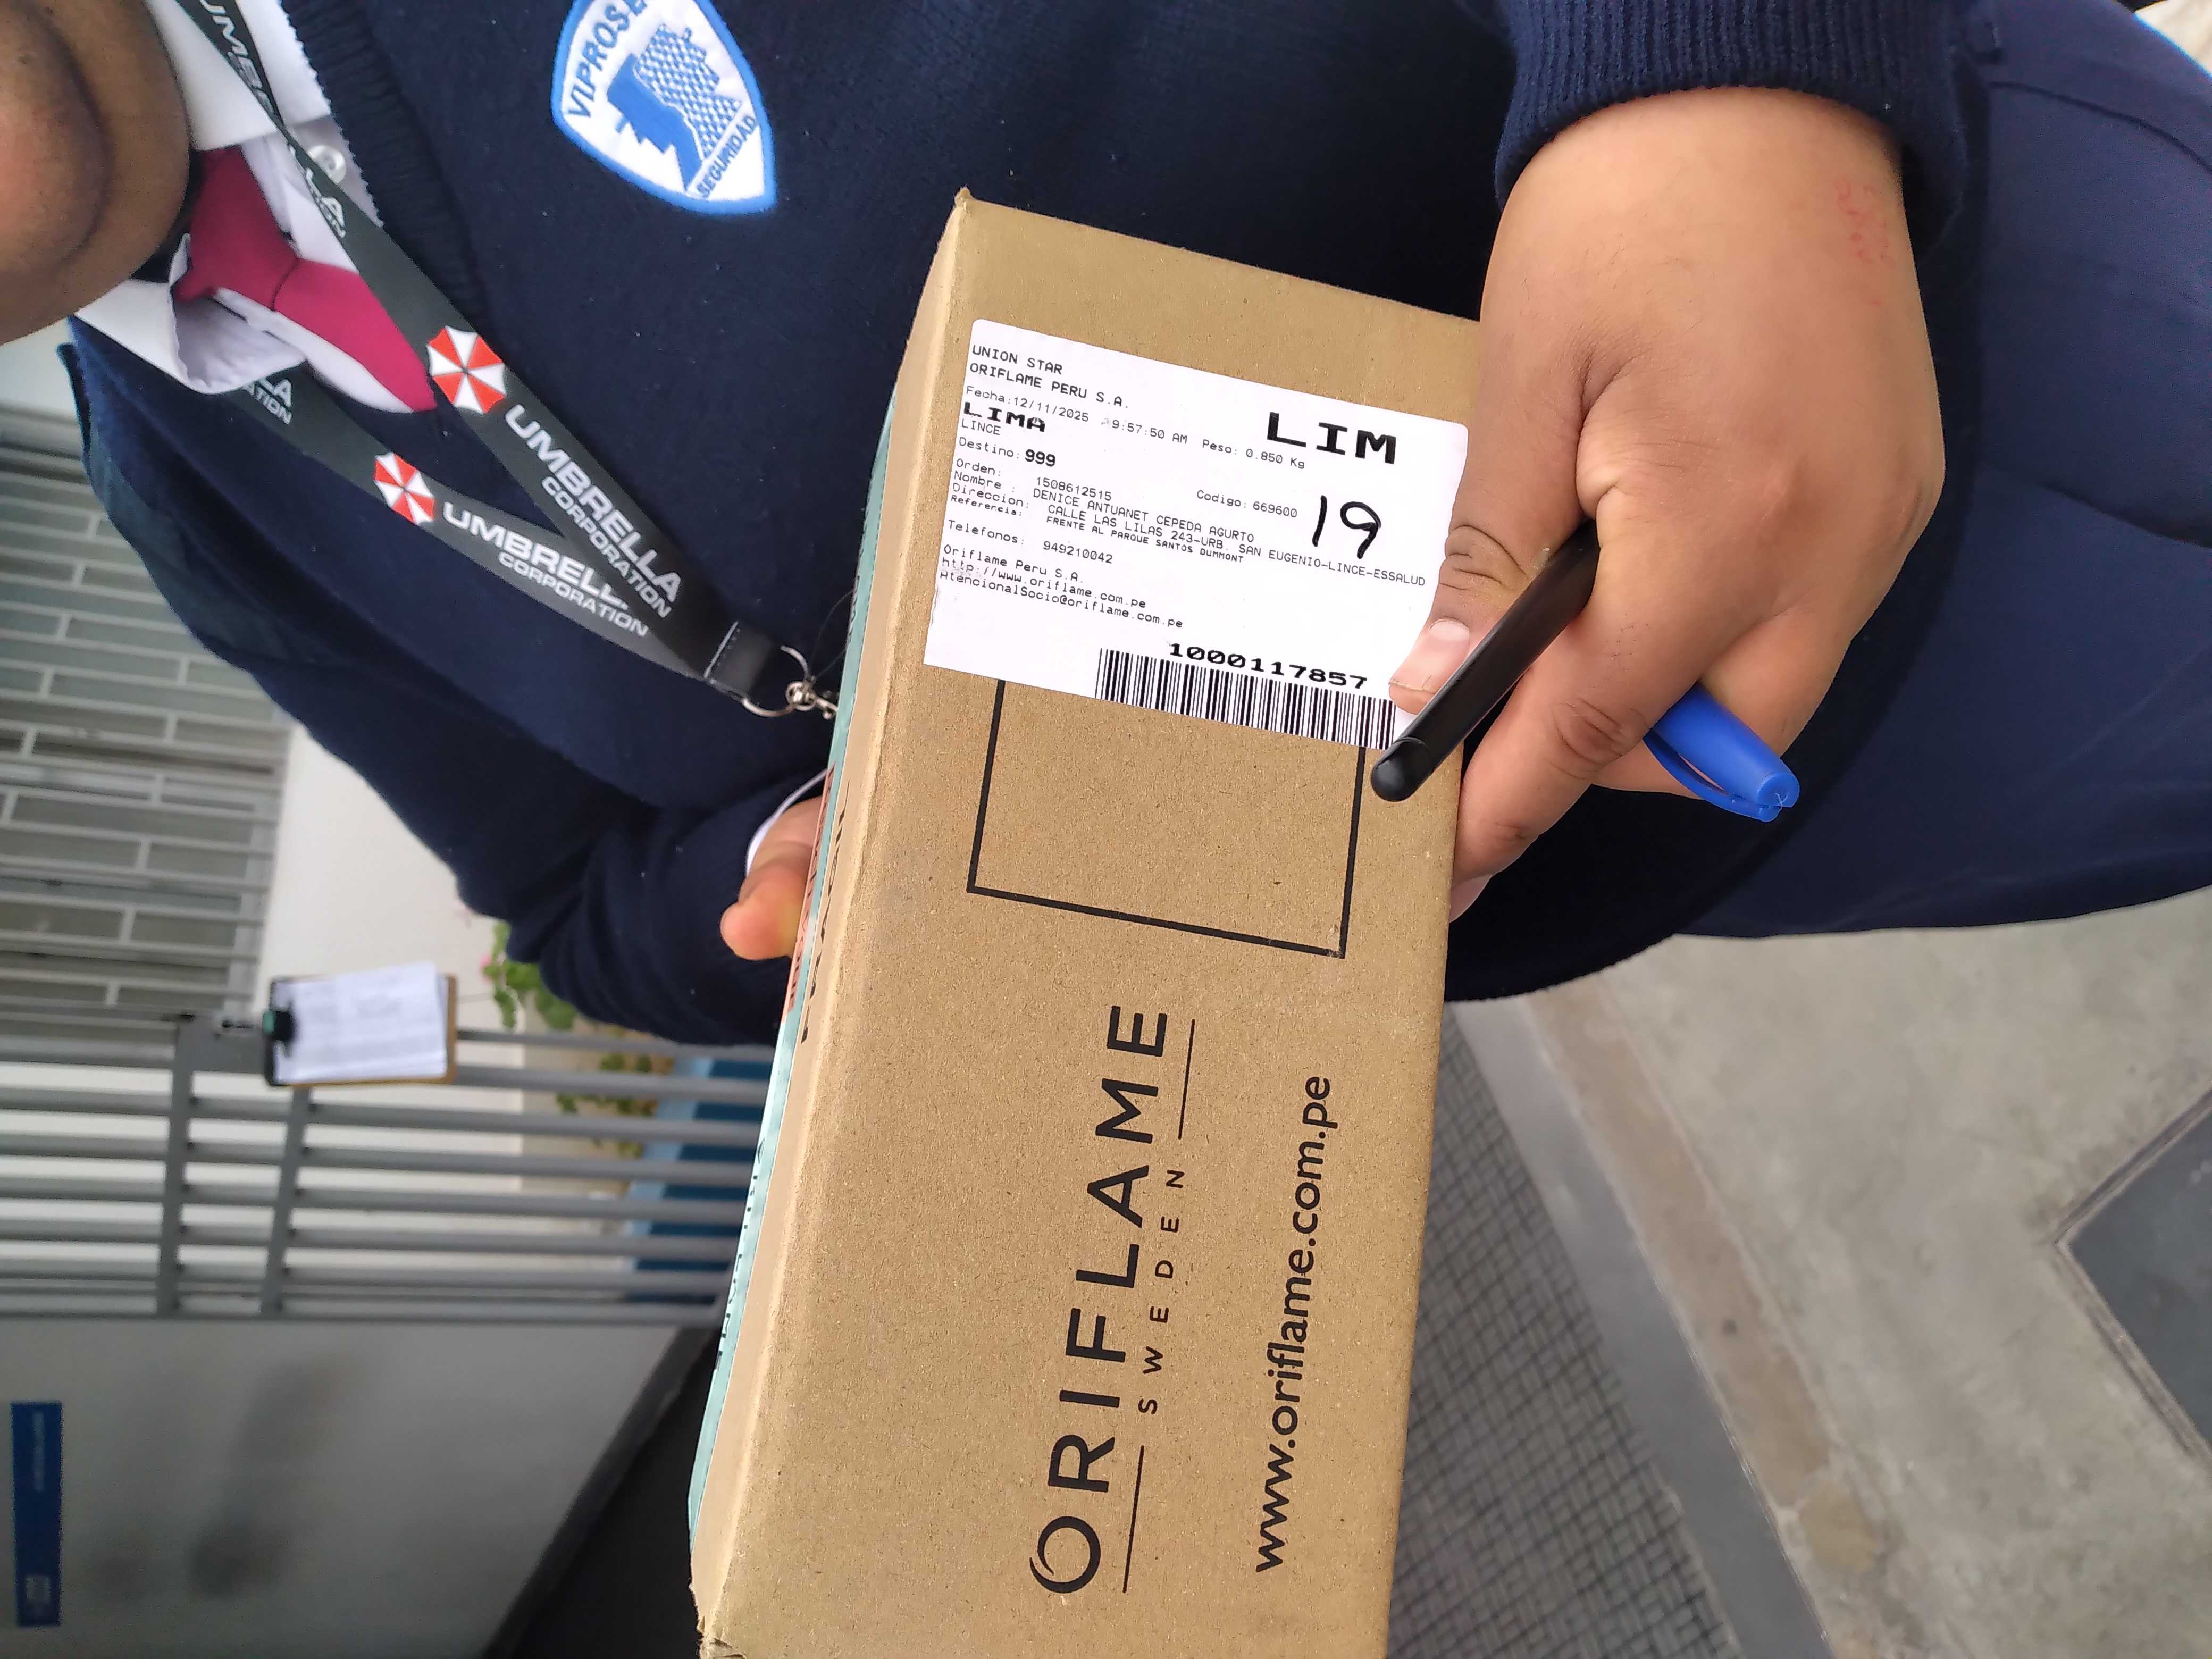 VIPROSE
SEGURIDAD
UMBRELLA
CORPORATION
UMBRELL
CORPORATION
UNION STAR
ORIFLAME PERU S.A.
Fecha:12/11/2025 9:57:50 AM Peso: 0.850 Kg
LIM
LIMA
LINCE
Destino: 999
Orden: 1508612515 Codigo: 669600
19
Nombre : DENICE ANTUANET CEPEDA AGURTO
Direccion: CALLE LAS LILAS 243-URB. SAN EUGENIO-LINCE-ESSALUD
Referencia: FRENTE AL PARQUE SANTOS DUMMONT
Telefonos: 949210042
Oriflame Peru S.A.
http://www.oriflame.com.pe
AtencionalSocio@oriflame.com.pe
1000117857
ORIFLAME
SWEDEN
www.oriflame.com.pe